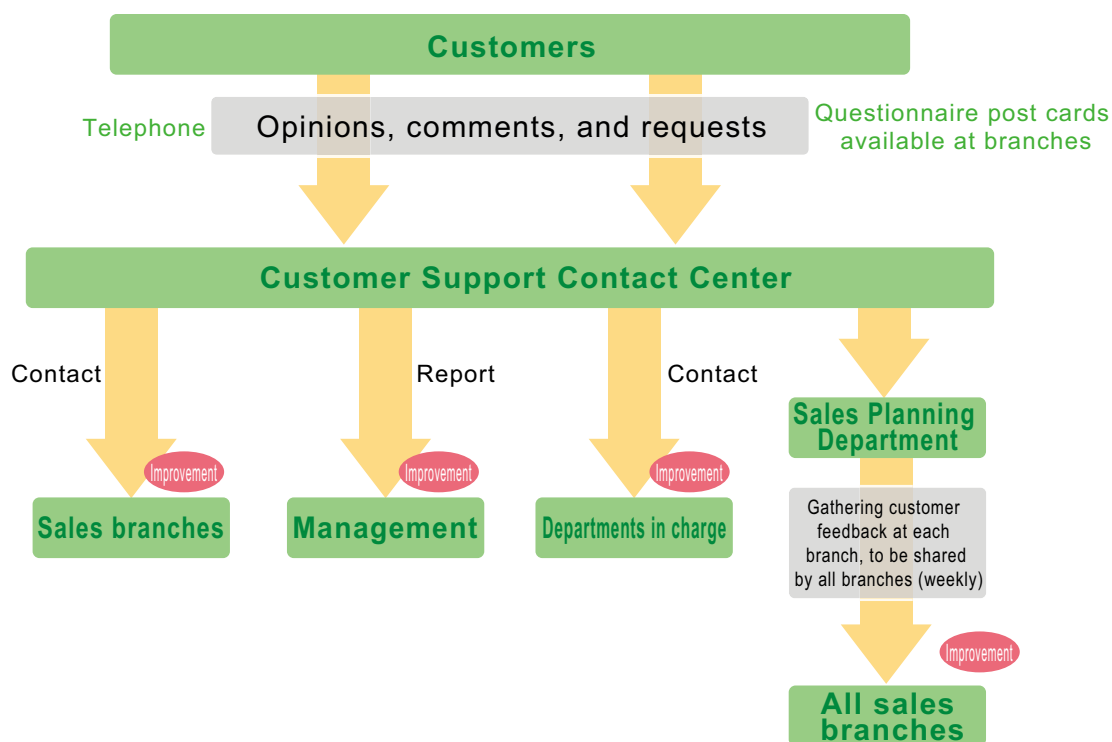 Customers
Telephone
Opinions, comments, and requests
Questionnaire post cards
available at branches
Customer Support Contact Center
Contact
Report
Contact
Sales Planning
Department
Improvement
Improvement
Improvement
Sales branches
Management
Departments in charge
Gathering customer
feedback at each
branch, to be shared
by all branches (weekly)
Improvement
All sales
branches